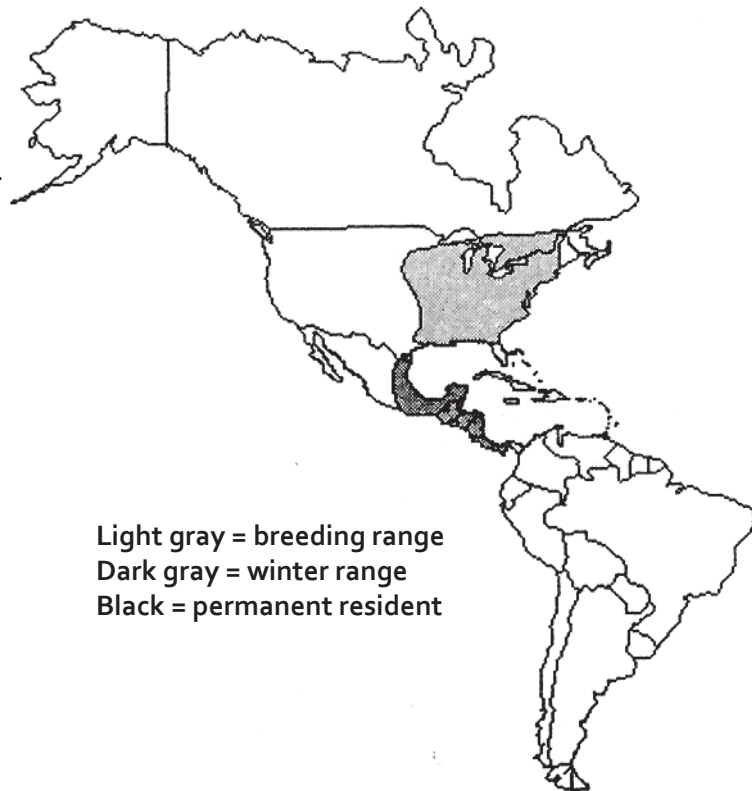 Light gray = breeding range
Dark gray = winter range
Black = permanent resident